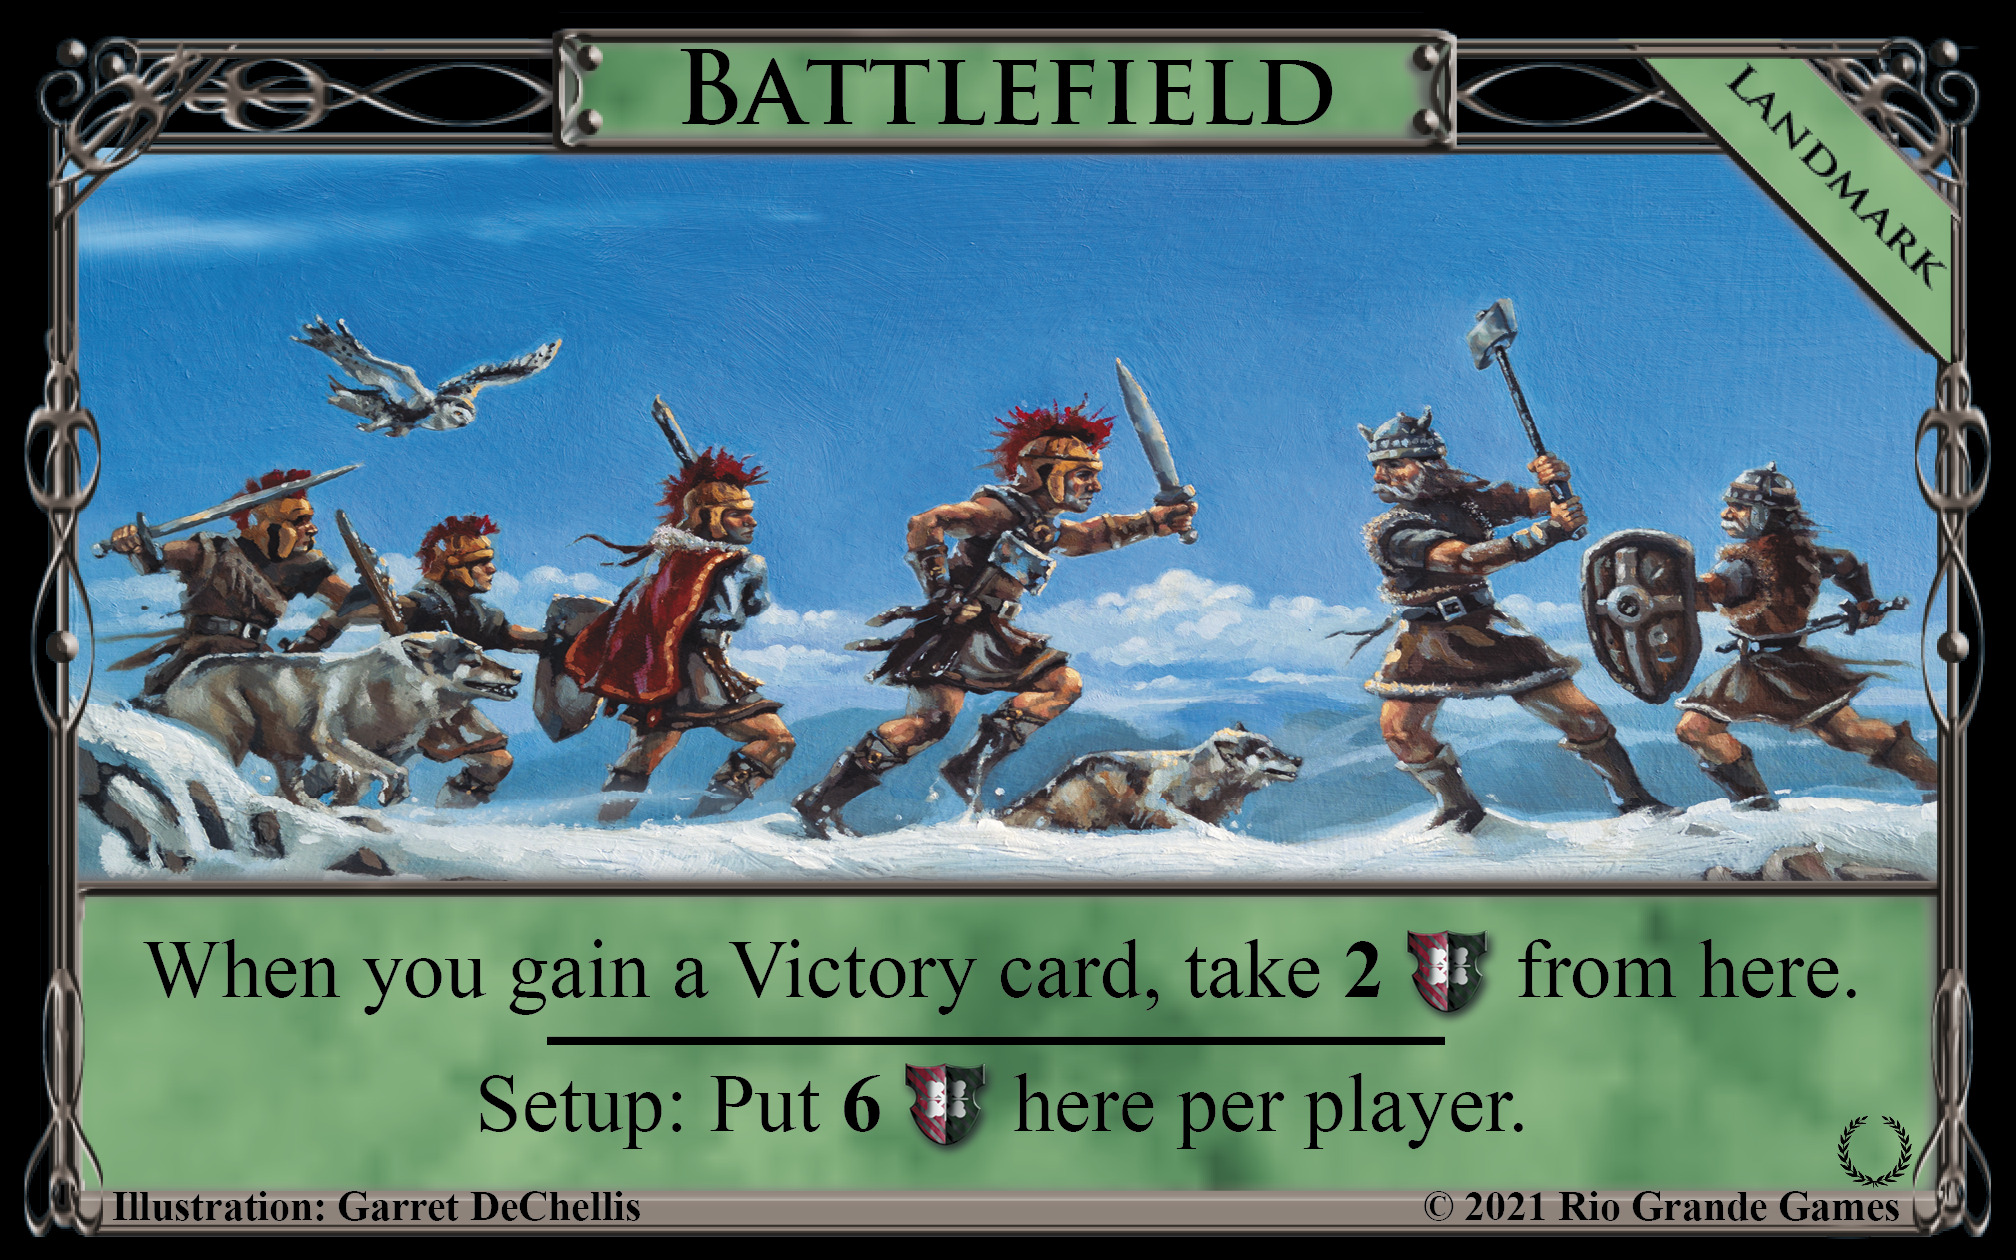 BATTLEFIELD
LANDMARK
When you gain a Victory card, take 2 from here.
Setup: Put 6 here per player.
Illustration: Garret DeChellis
© 2021 Rio Grande Games